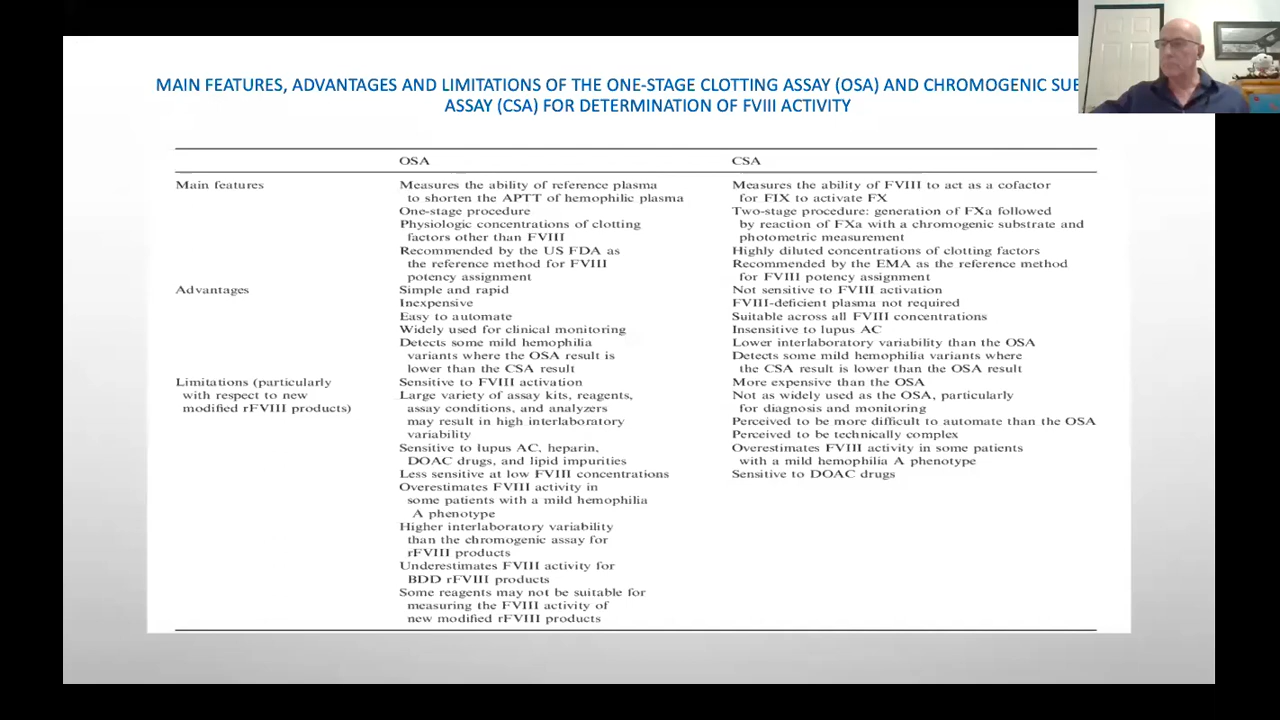 MAIN FEATURES, ADVANTAGES AND LIMITATIONS OF THE ONE-STAGE CLOTTING ASSAY (OSA) AND CHROMOGENIC
ASSAY (CSA) FOR DETERMINATION OF FVIII ACTIVITY
OSA
CSA
Main features
Measures the ability of reference plasma
to shorten the APTT of hemophilic plasma
One-stage procedure
Physiologic concentrations of clotting
factors other than FVIII
Recommended by the US FDA as
the reference method for FVIII
potency assignment
Measures the ability of FVIII to act as a cofactor
for FIX to activate FX
Two-stage procedure: generation of FXa followed
by reaction of FXa with a chromogenic substrate and
photometric measurement
Highly diluted concentrations of clotting factors
Recommended by the EMA as the reference method
for FVIII potency assignment
Advantages
Simple and rapid
Inexpensive
Easy to automate
Widely used for clinical monitoring
Detects some mild hemophilia
variants where the OSA result is
lower than the CSA result
Not sensitive to FVIII activation
FVIII-deficient plasma not required
Suitable across all FVIII concentrations
Insensitive to lupus AC
Lower interlaboratory variability than the OSA
Detects some mild hemophilia variants where
the CSA result is lower than the OSA result
Limitations (particularly
with respect to new
modified rFVIII products)
Sensitive to FVIII activation
Large variety of assay kits, reagents,
assay conditions, and analyzers
may result in high interlaboratory
variability
Sensitive to lupus AC, heparin,
DOAC drugs, and lipid impurities
Less sensitive at low FVIII concentrations
Overestimates FVIII activity in
some patients with a mild hemophilia
A phenotype
Higher interlaboratory variability
than the chromogenic assay for
rFVIII products
Underestimates FVIII activity for
BDD rFVIII products
Some reagents may not be suitable for
measuring the FVIII activity of
new modified rFVIII products
More expensive than the OSA
Not as widely used as the OSA, particularly
for diagnosis and monitoring
Perceived to be more difficult to automate than the OSA
Perceived to be technically complex
Overestimates FVIII activity in some patients
with a mild hemophilia A phenotype
Sensitive to DOAC drugs